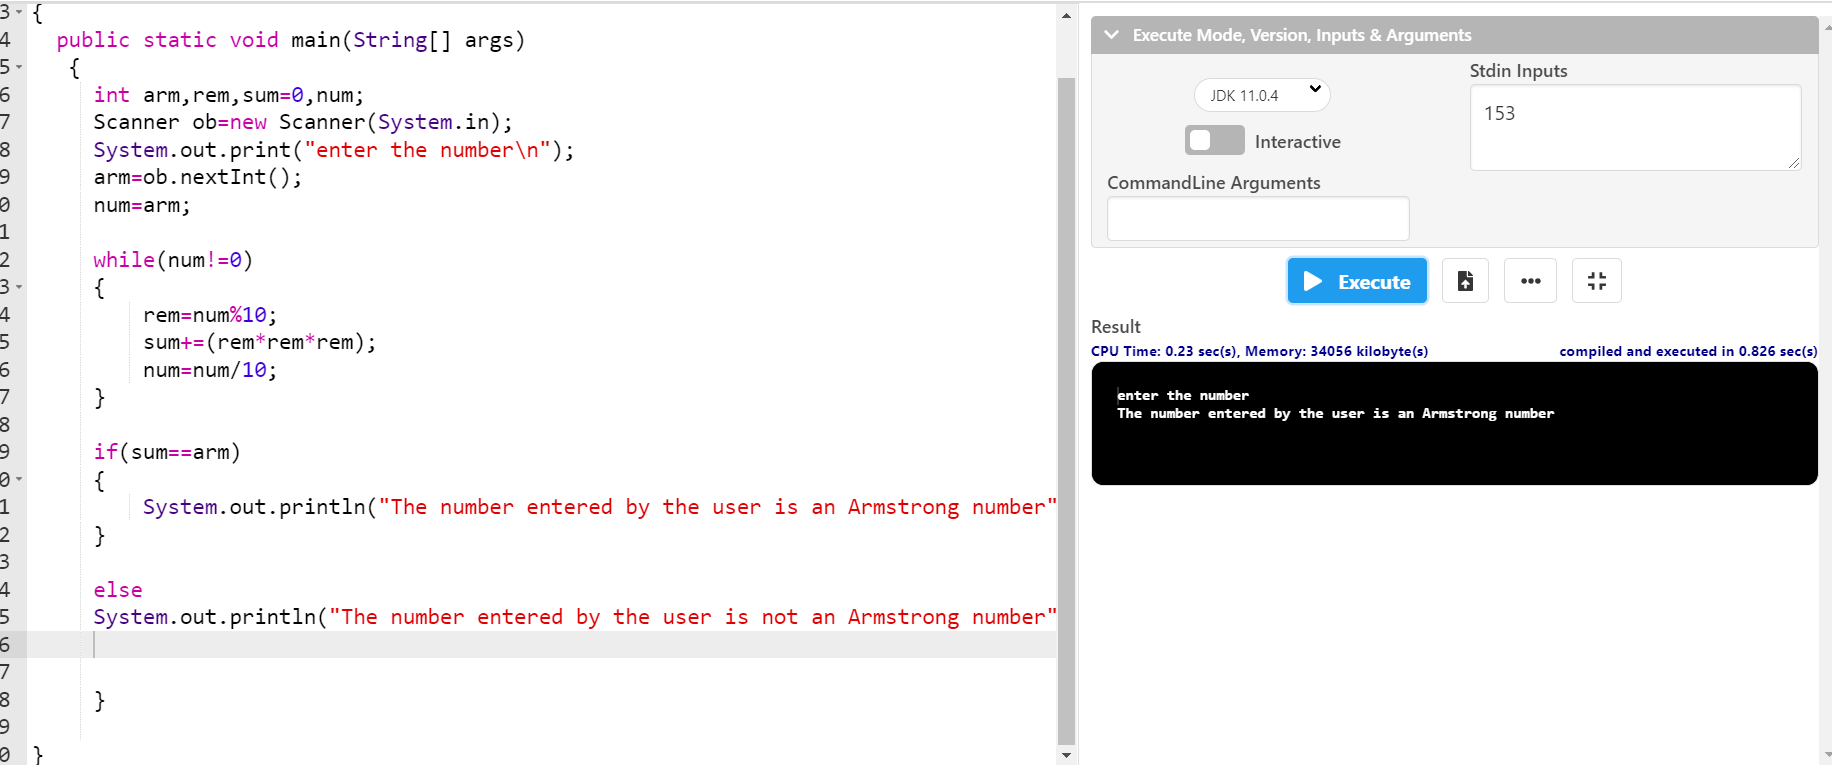 3 {
4 public static void main(String[] args)
5 {
6 int arm,rem,sum=0,num;
7 Scanner ob=new Scanner(System.in);
8 System.out.print("enter the number\n");
9 arm=ob.nextInt();
0 num=arm;
1
2 while(num!=0)
3 {
4 rem=num%10;
5 sum+=(rem*rem*rem);
6 num=num/10;
7 }
8
9 if(sum==arm)
0 {
1 System.out.println("The number entered by the user is an Armstrong number"
2 }
3
4 else
5 System.out.println("The number entered by the user is not an Armstrong number"
6
7
8 }
9
0 }
Execute Mode, Version, Inputs & Arguments
JDK 11.0.4
Interactive
Stdin Inputs
153
CommandLine Arguments
Execute
Result
CPU Time: 0.23 sec(s), Memory: 34056 kilobyte(s)
compiled and executed in 0.826 sec(s)
enter the number
The number entered by the user is an Armstrong number